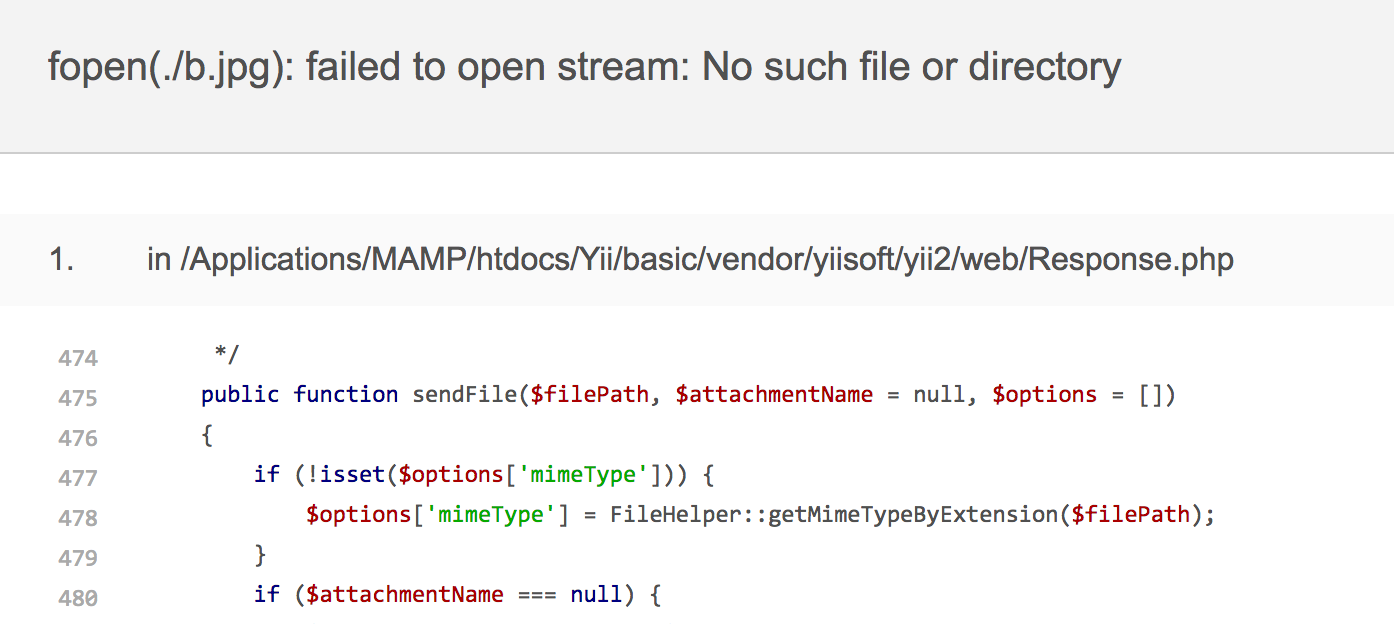 fopen(./b.jpg): failed to open stream: No such file or directory
1. in /Applications/MAMP/htdocs/Yii/basic/vendor/yiisoft/yii2/web/Response.php
474 */
475 public function sendFile($filePath, $attachmentName = null, $options = [])
476 {
477 if (!isset($options['mimeType'])) {
478 $options['mimeType'] = FileHelper::getMimeTypeByExtension($filePath);
479 }
480 if ($attachmentName === null) {